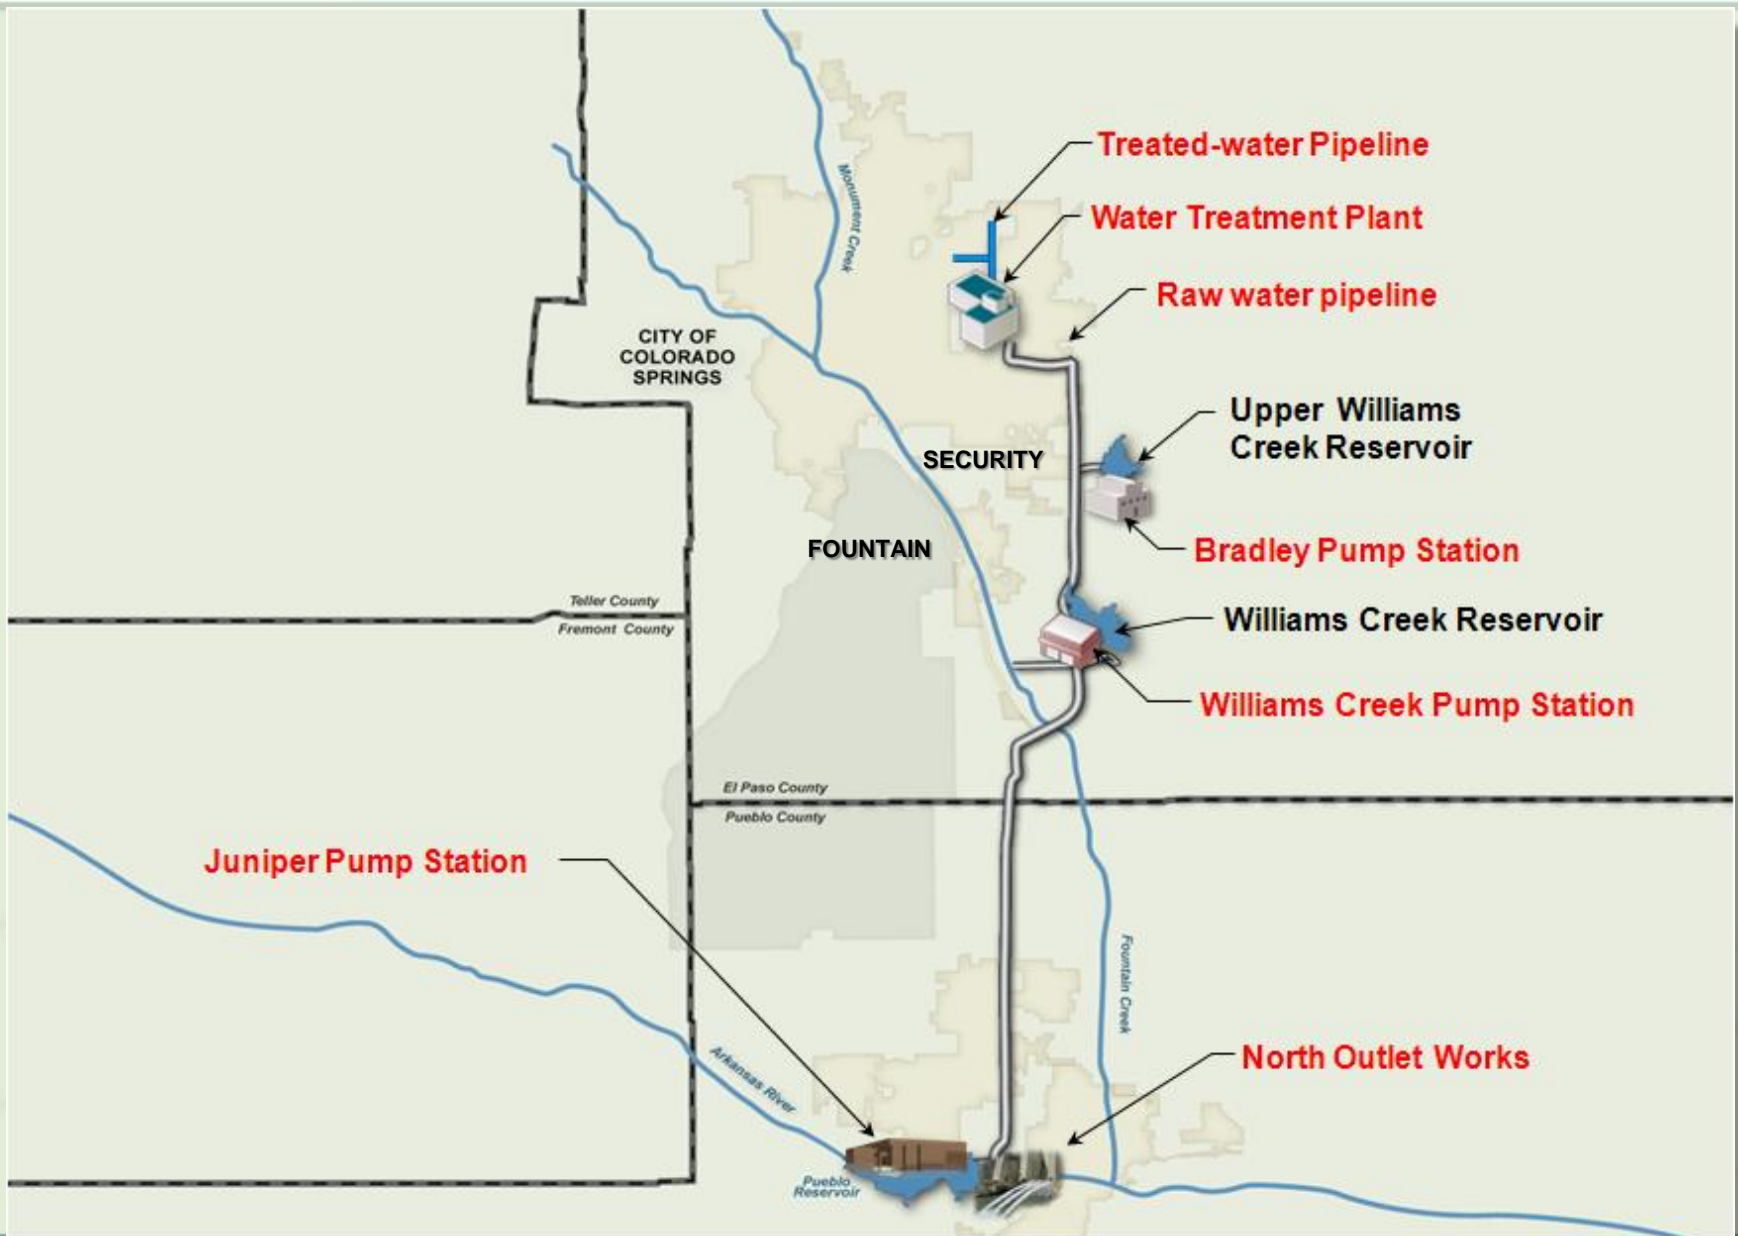 Treated-water Pipeline
Monument Creek
Water Treatment Plant
Raw water pipeline
CITY OF
COLORADO
SPRINGS
Upper Williams
Creek Reservoir
SECURITY
FOUNTAIN
Bradley Pump Station
Teller County
Fremont County
Williams Creek Reservoir
Williams Creek Pump Station
El Paso County
Pueblo County
Juniper Pump Station
Fountain Creek
North Outlet Works
Arkansas River
Pueblo
Reservoir